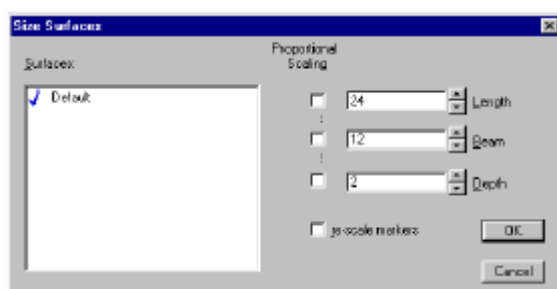 Size Surfaces
Proportional
Scaling
Surfaces:
Default
24
Length
12
Beam
2
Depth
re-scale markers
OK
Cancel